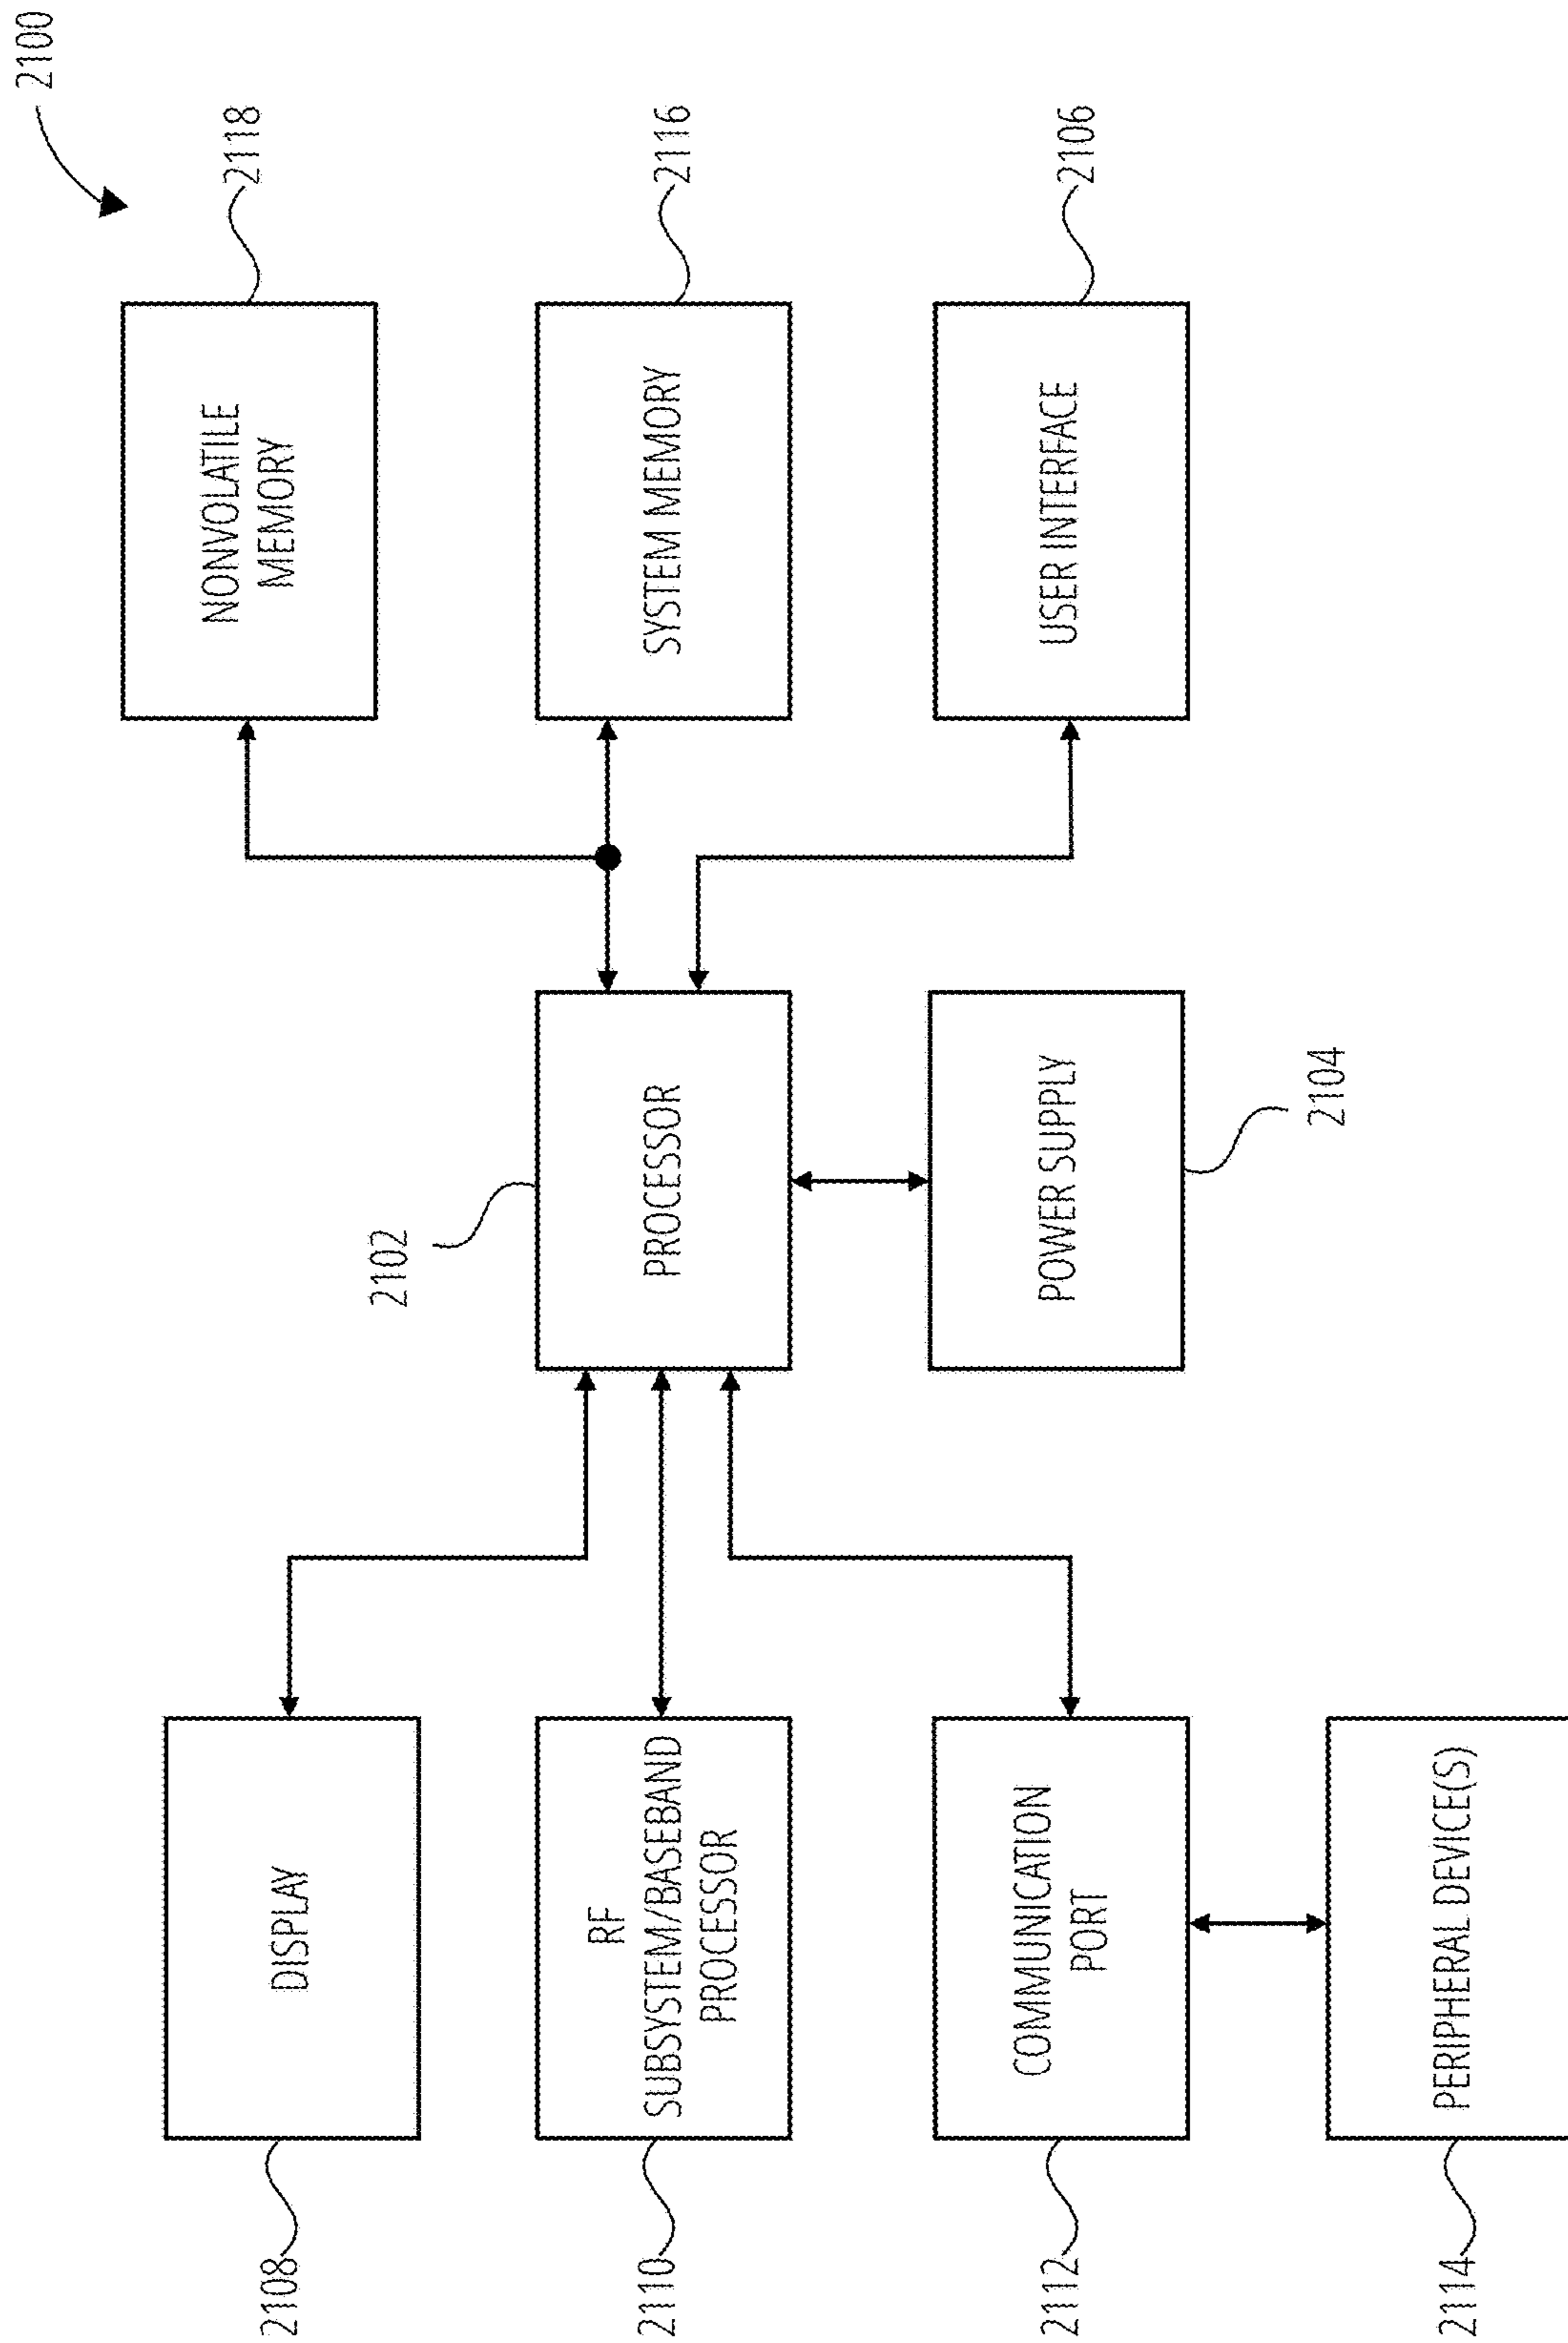 2100
2108
DISPLAY
2102
NONVOLATILE
MEMORY
2118
2110
RF
SUBSYSTEM/BASEBAND
PROCESSOR
PROCESSOR
SYSTEM MEMORY
2116
2112
COMMUNICATION
PORT
POWER SUPPLY
2104
USER INTERFACE
2106
2114
PERIPHERAL DEVICE(S)